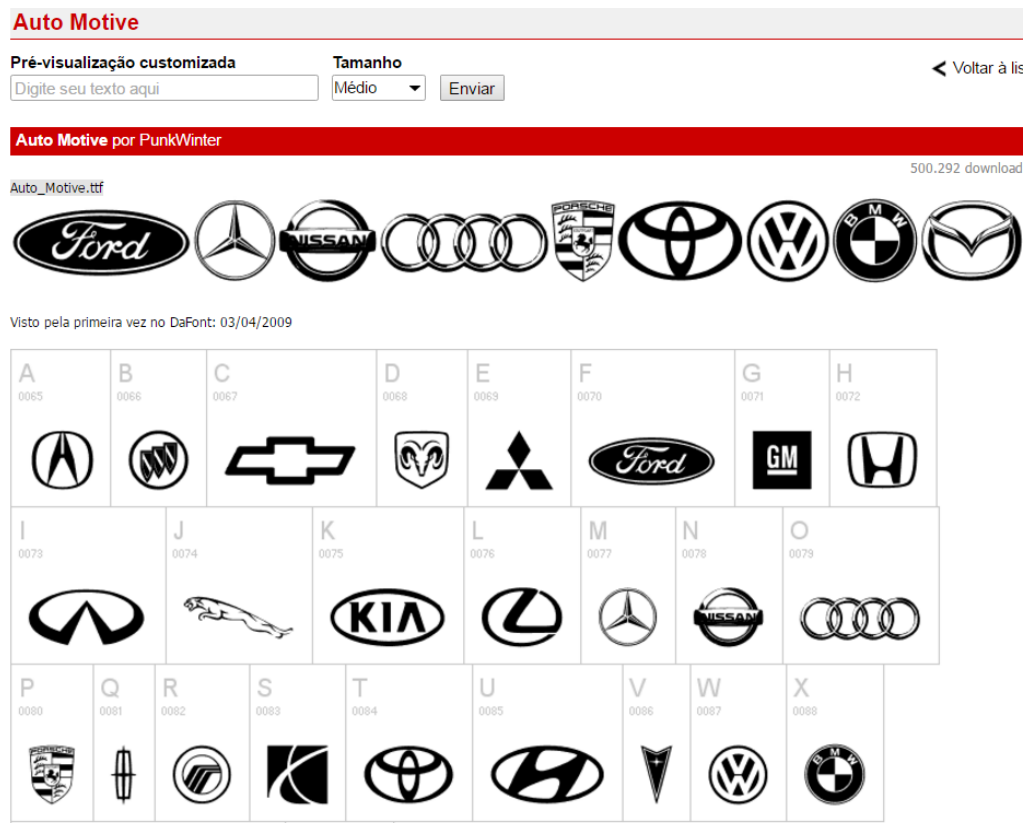 Auto Motive
Pré-visualização customizada Tamanho
Voltar à lis
Digite seu texto aqui Médio Enviar
Auto Motive por PunkWinter
500.292 download
Auto_Motive.ttf
Ford NISSAN PORSCHE BMW
Visto pela primeira vez no DaFont: 03/04/2009
A B C D E F G H
0065 0066 0067 0068 0069 0070 0071 0072
Ford GM
I J K L M N O
0073 0074 0075 0076 0077 0078 0079
KIA NISSAN
P Q R S T U V W X
0080 0081 0082 0083 0084 0085 0086 0087 0088
PORSCHE BMW